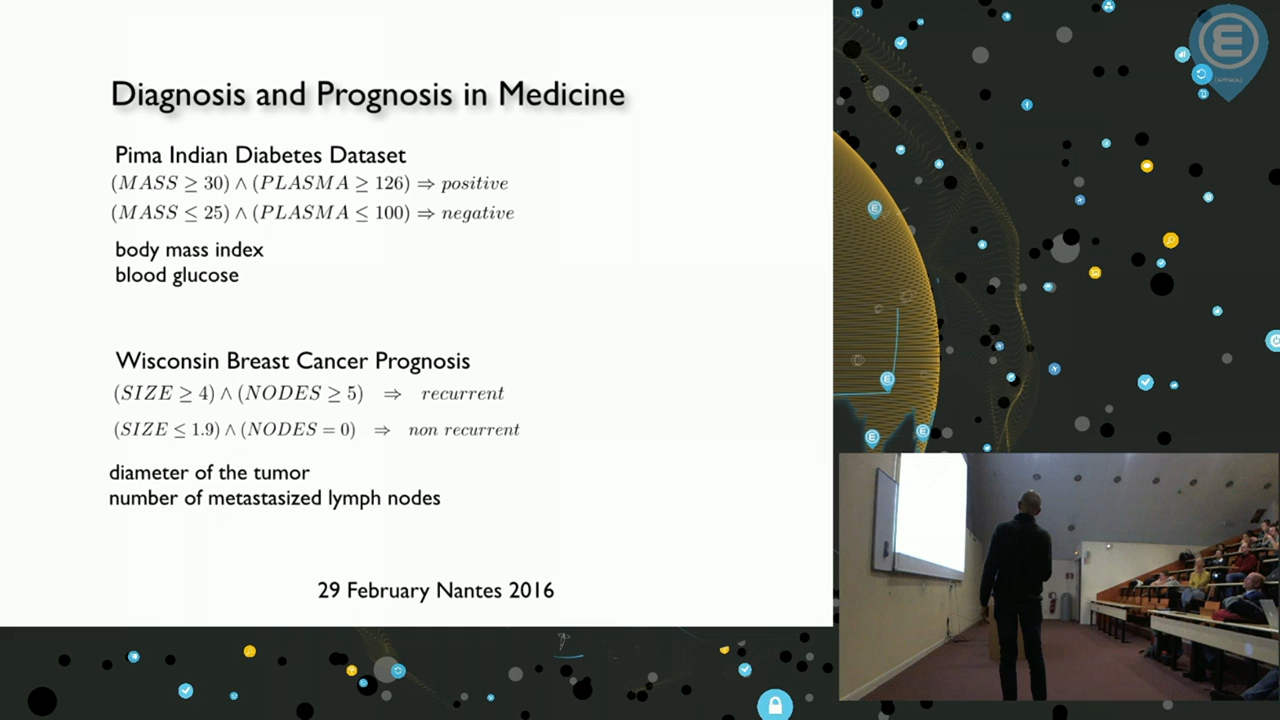 Diagnosis and Prognosis in Medicine
Pima Indian Diabetes Dataset
(MASS ≥ 30) ∧ (PLASMA ≥ 126) ⇒ positive
(MASS ≤ 25) ∧ (PLASMA ≤ 100) ⇒ negative
body mass index
blood glucose
Wisconsin Breast Cancer Prognosis
(SIZE ≥ 4) ∧ (NODES ≥ 5) ⇒ recurrent
(SIZE ≤ 1.9) ∧ (NODES = 0) ⇒ non recurrent
diameter of the tumor
number of metastasized lymph nodes
29 February Nantes 2016